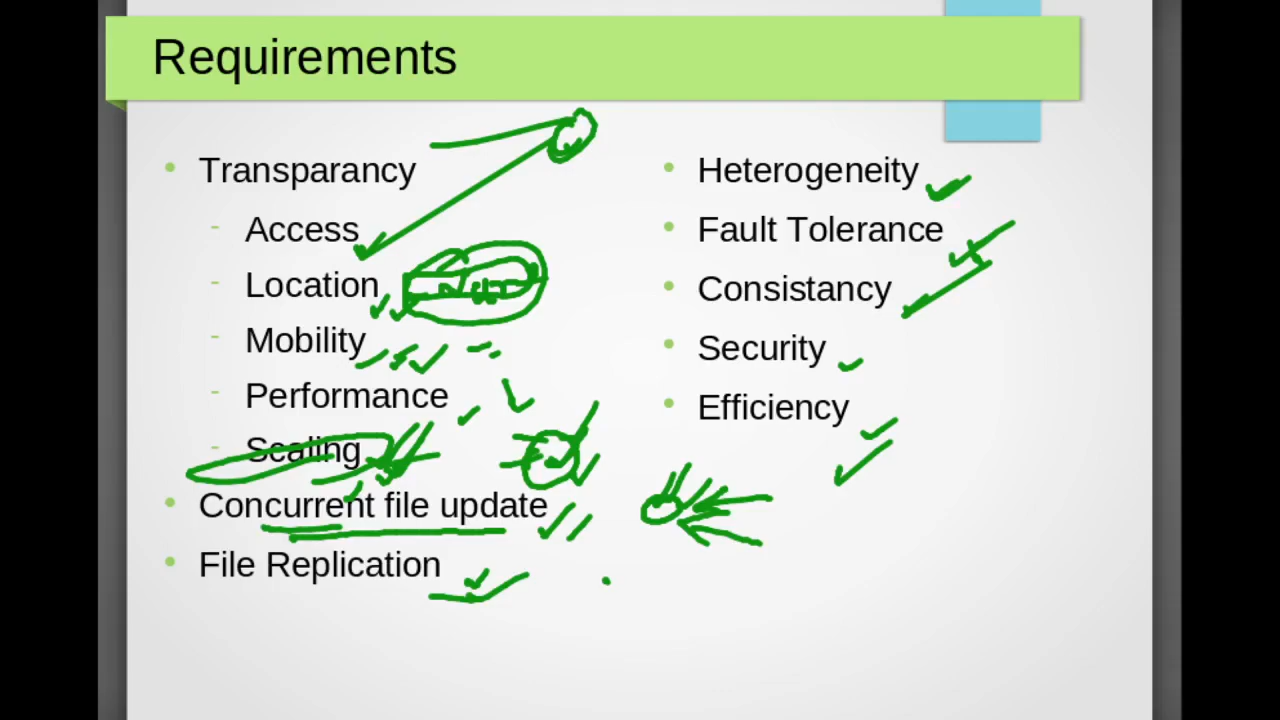 Requirements
Transparancy
Access
Location
Mobility
Performance
Scaling
Concurrent file update
File Replication
Heterogeneity
Fault Tolerance
Consistancy
Security
Efficiency